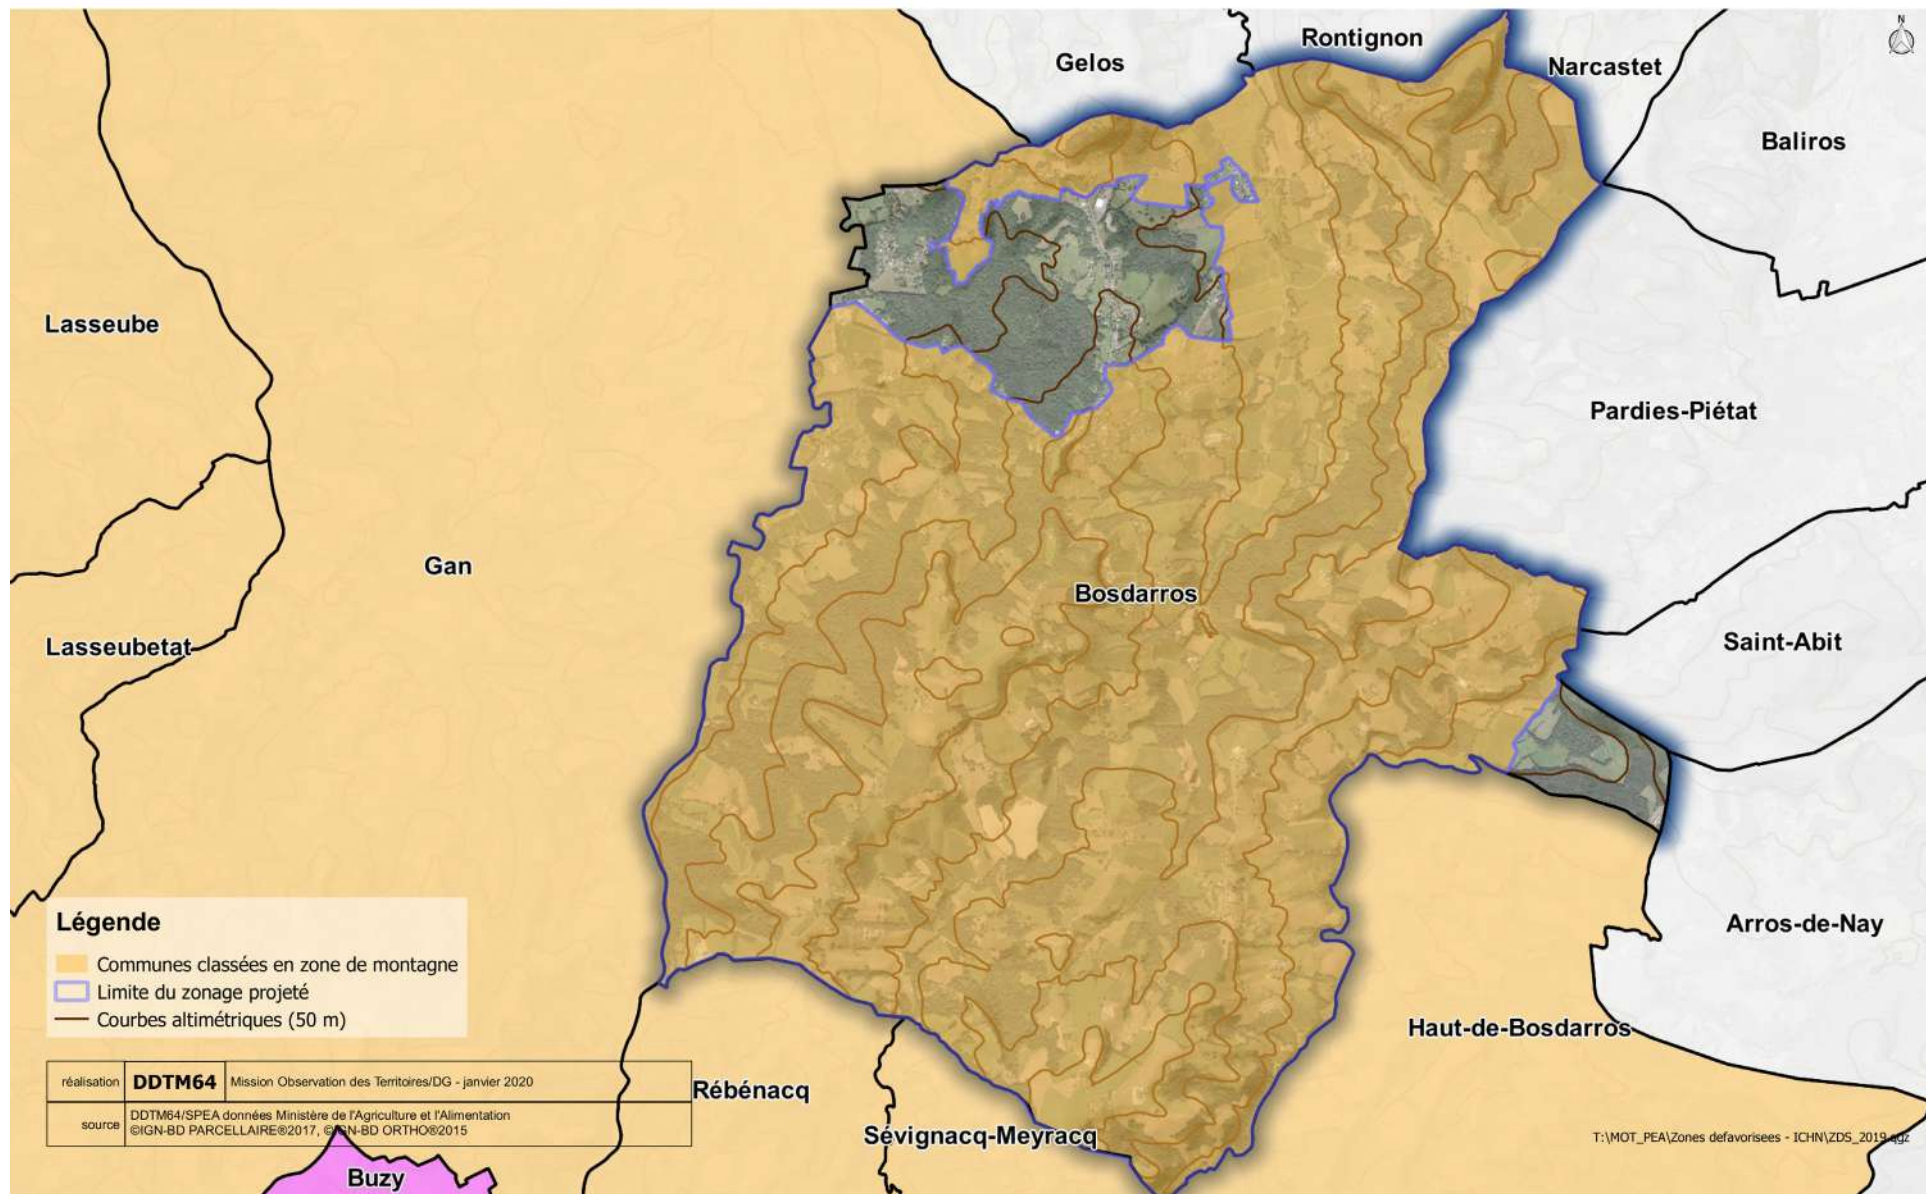 N
Rontignon
Gelos
Narcastet
Baliros
Lasseube
Pardies-Piétat
Gan
Bosdarros
Saint-Abit
Lasseubetat
Arros-de-Nay
Légende
Communes classées en zone de montagne
Limite du zonage projeté
Courbes altimétriques (50 m)
Haut-de-Bosdarros
réalisation DDTM64 Mission Observation des Territoires/DG - janvier 2020
Rébénacq
source DDTM64/SPEA données Ministère de l'Agriculture et l'Alimentation
©IGN-BD PARCELLAIRE®2017, ©IGN-BD ORTHO®2015
Sévignacq-Meyracq
T:\MOT_PEA\Zones defavorisees - ICHN\ZDS_2019.qgz
Buzy